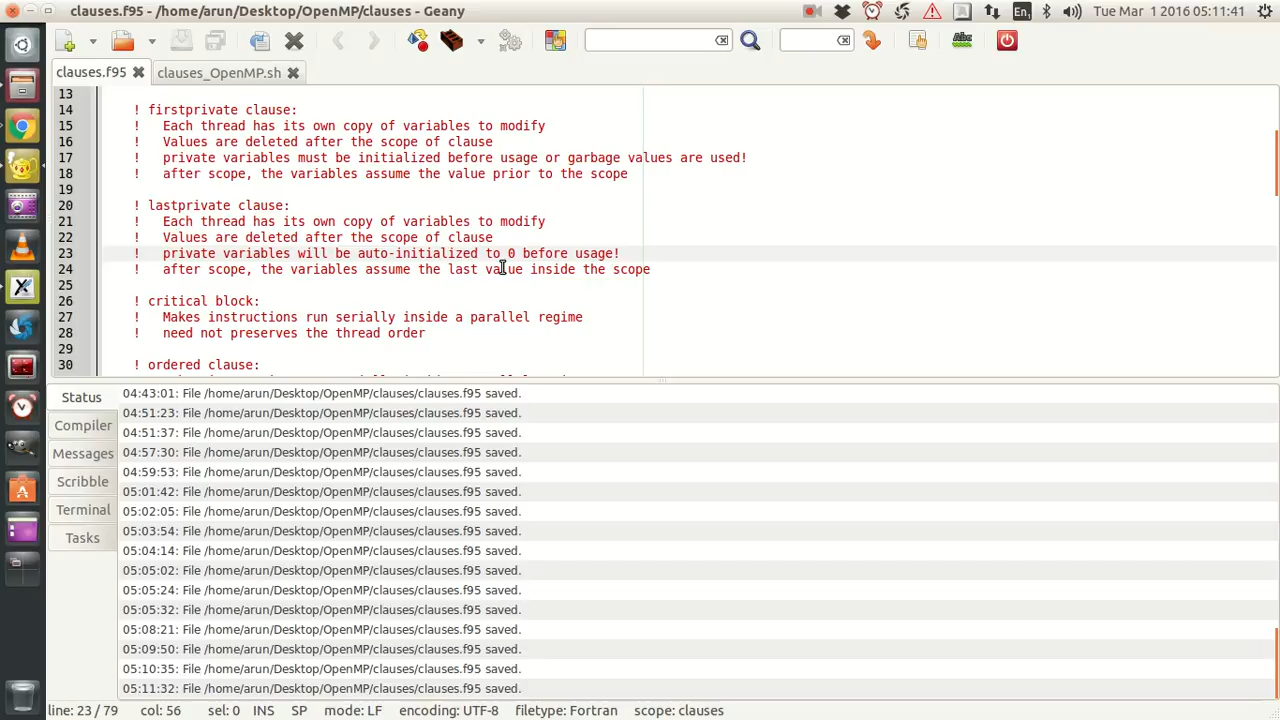 clauses.f95 - /home/arun/Desktop/OpenMP/clauses - Geany
En1
Tue Mar 1 2016 05:11:41
clauses.f95
clauses_OpenMP.sh
13
14 ! firstprivate clause:
15 ! Each thread has its own copy of variables to modify
16 ! Values are deleted after the scope of clause
17 ! private variables must be initialized before usage or garbage values are used!
18 ! after scope, the variables assume the value prior to the scope
19
20 ! lastprivate clause:
21 ! Each thread has its own copy of variables to modify
22 ! Values are deleted after the scope of clause
23 ! private variables will be auto-initialized to 0 before usage!
24 ! after scope, the variables assume the last value inside the scope
25
26 ! critical block:
27 ! Makes instructions run serially inside a parallel regime
28 ! need not preserves the thread order
29
30 ! ordered clause:
Status
Compiler
Messages
Scribble
Terminal
Tasks
04:43:01: File /home/arun/Desktop/OpenMP/clauses/clauses.f95 saved.
04:51:23: File /home/arun/Desktop/OpenMP/clauses/clauses.f95 saved.
04:51:37: File /home/arun/Desktop/OpenMP/clauses/clauses.f95 saved.
04:57:30: File /home/arun/Desktop/OpenMP/clauses/clauses.f95 saved.
04:59:53: File /home/arun/Desktop/OpenMP/clauses/clauses.f95 saved.
05:01:42: File /home/arun/Desktop/OpenMP/clauses/clauses.f95 saved.
05:02:05: File /home/arun/Desktop/OpenMP/clauses/clauses.f95 saved.
05:03:54: File /home/arun/Desktop/OpenMP/clauses/clauses.f95 saved.
05:04:14: File /home/arun/Desktop/OpenMP/clauses/clauses.f95 saved.
05:05:02: File /home/arun/Desktop/OpenMP/clauses/clauses.f95 saved.
05:05:24: File /home/arun/Desktop/OpenMP/clauses/clauses.f95 saved.
05:05:32: File /home/arun/Desktop/OpenMP/clauses/clauses.f95 saved.
05:08:21: File /home/arun/Desktop/OpenMP/clauses/clauses.f95 saved.
05:09:50: File /home/arun/Desktop/OpenMP/clauses/clauses.f95 saved.
05:10:35: File /home/arun/Desktop/OpenMP/clauses/clauses.f95 saved.
05:11:32: File /home/arun/Desktop/OpenMP/clauses/clauses.f95 saved.
line: 23 / 79 col: 56 sel: 0 INS SP mode: LF encoding: UTF-8 filetype: Fortran scope: clauses